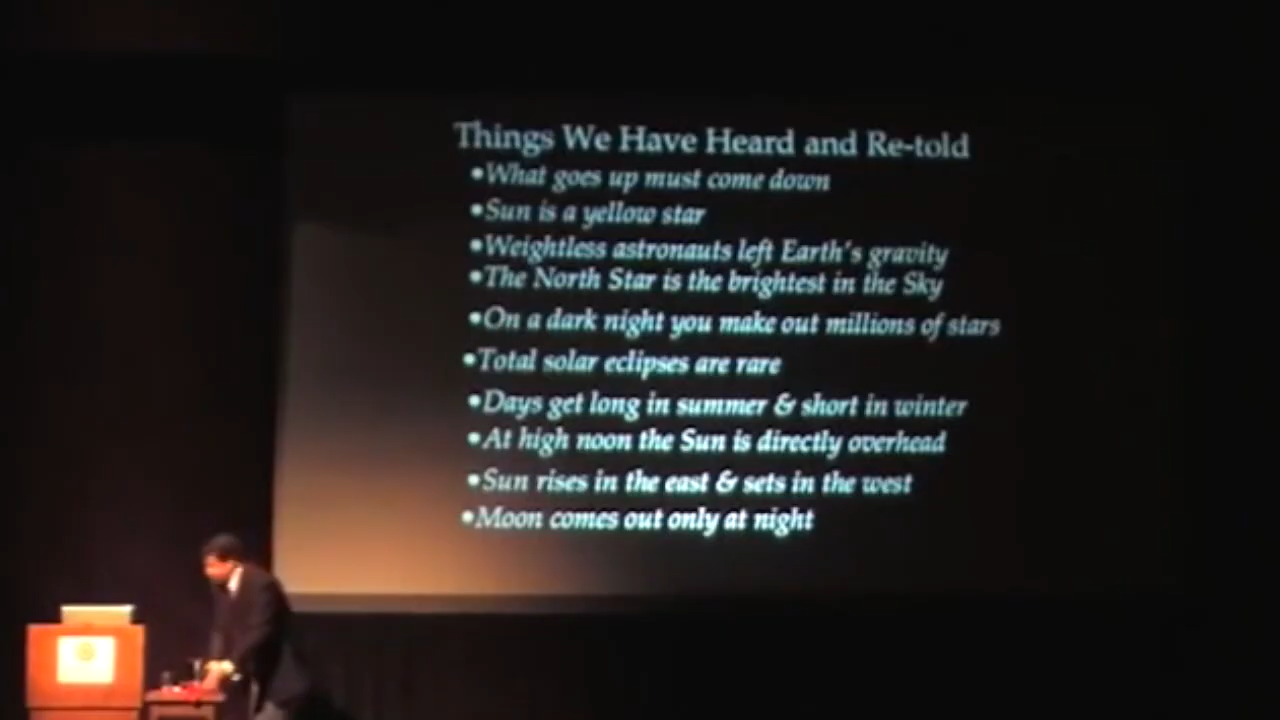 Things We Have Heard and Re-told
•What goes up must come down
•Sun is a yellow star
•Weightless astronauts left Earth's gravity
•The North Star is the brightest in the Sky
•On a dark night you make out millions of stars
•Total solar eclipses are rare
•Days get long in summer & short in winter
•At high noon the Sun is directly overhead
•Sun rises in the east & sets in the west
•Moon comes out only at night